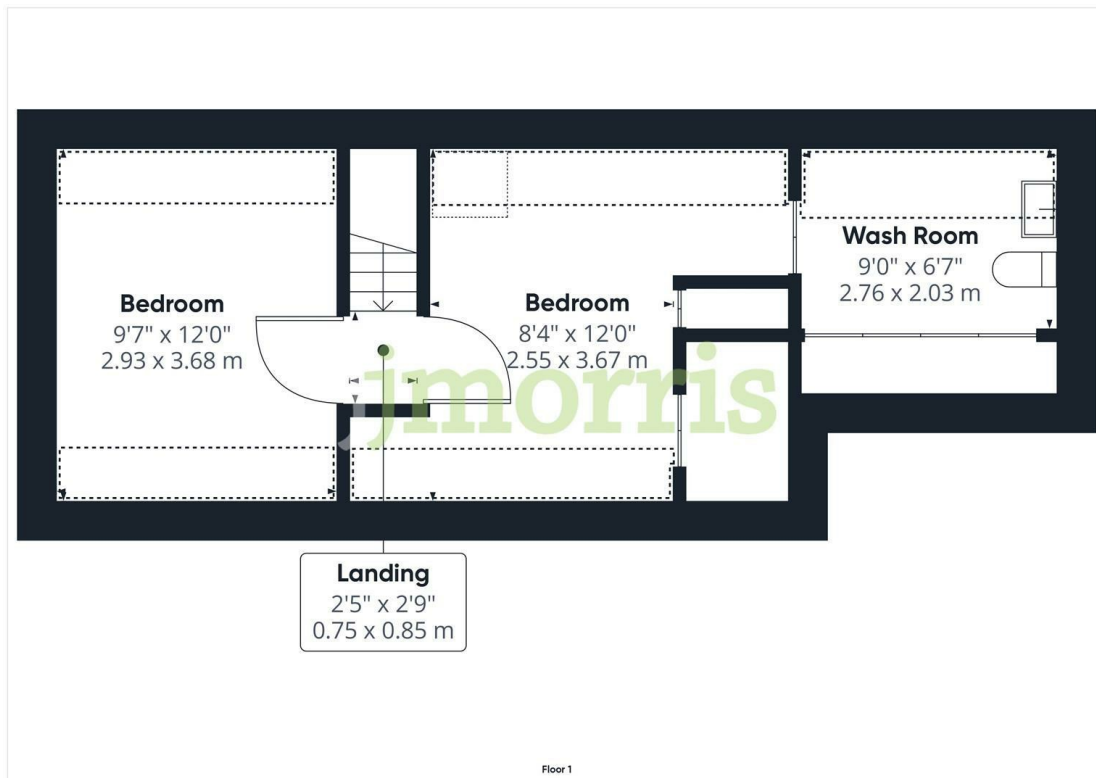 Bedroom
9'7" x 12'0"
2.93 x 3.68 m
Bedroom
8'4" x 12'0"
2.55 x 3.67 m
Wash Room
9'0" x 6'7"
2.76 x 2.03 m
jjmorris
Landing
2'5" x 2'9"
0.75 x 0.85 m
Floor 1